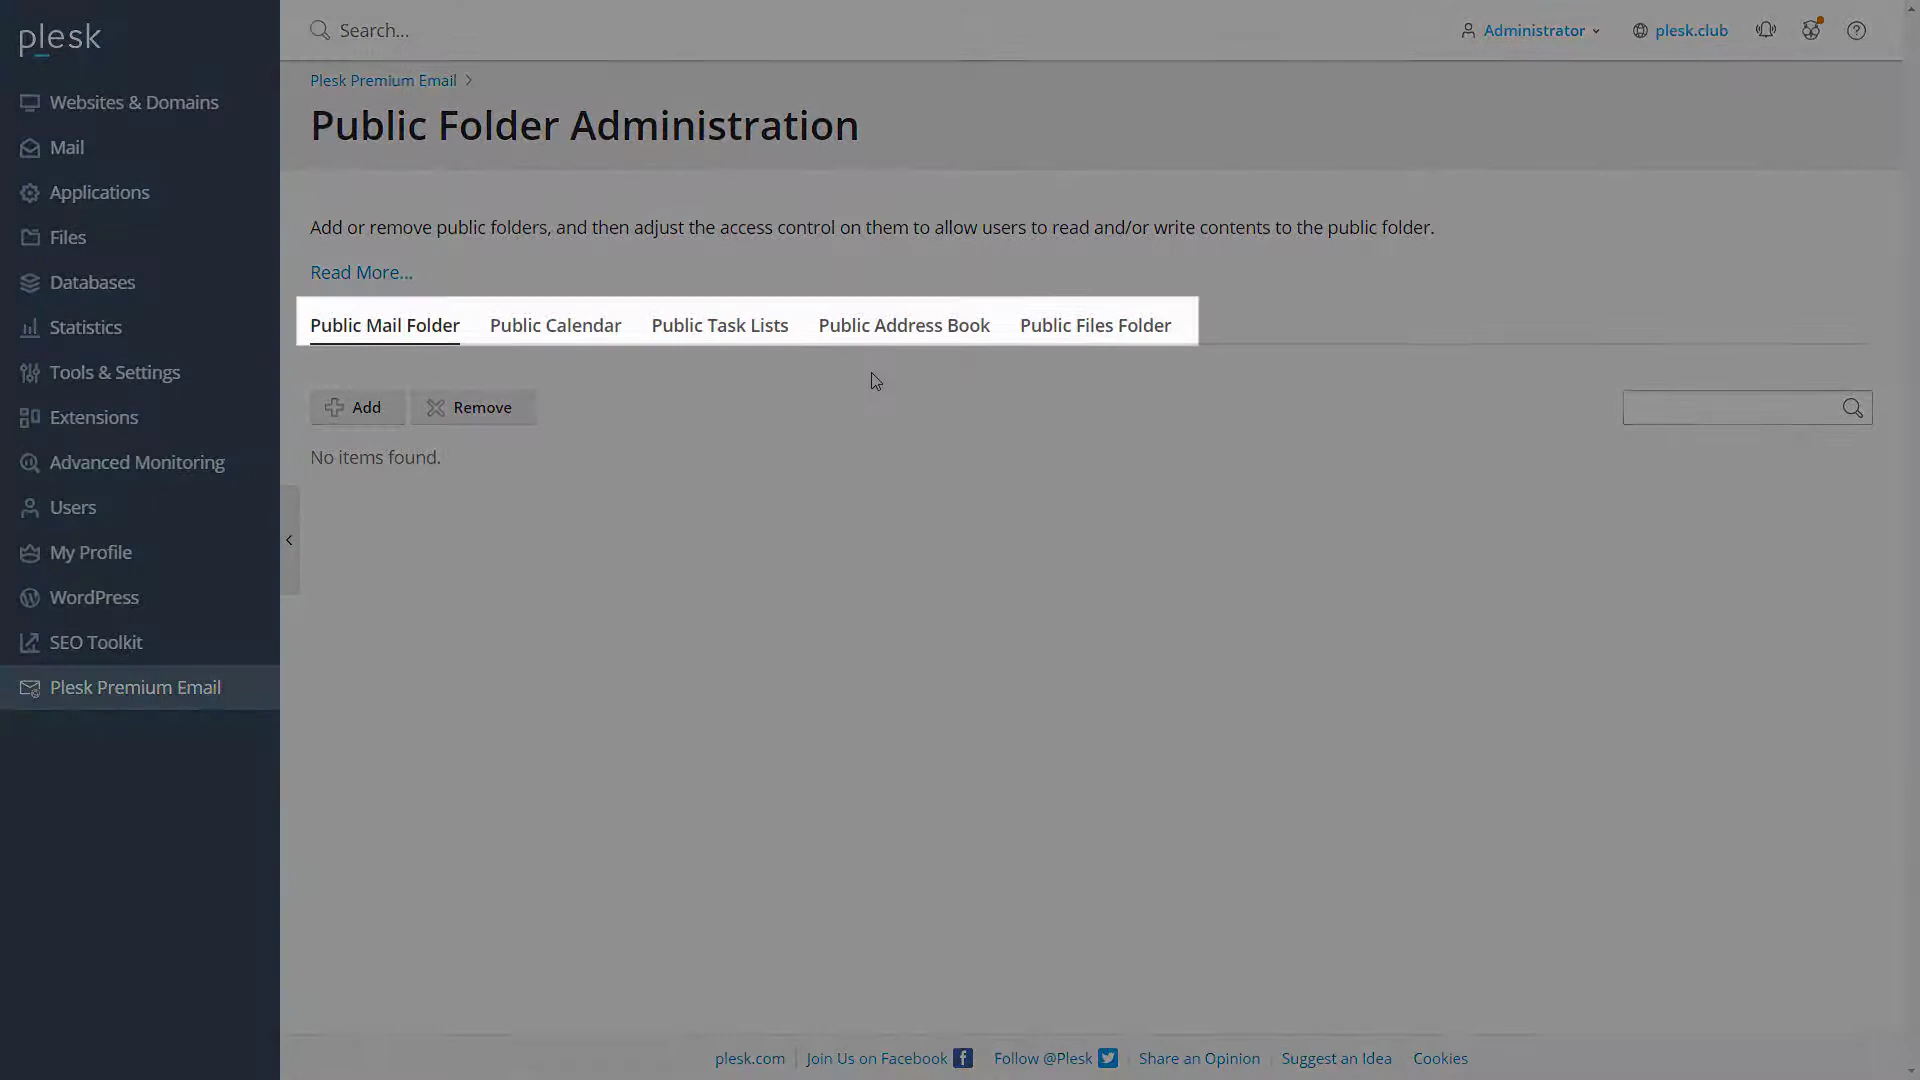 plesk
Search...
Administrator
plesk.club
Websites & Domains
Mail
Applications
Files
Databases
Statistics
Tools & Settings
Extensions
Advanced Monitoring
Users
My Profile
WordPress
SEO Toolkit
Plesk Premium Email
Plesk Premium Email >
Public Folder Administration
Add or remove public folders, and then adjust the access control on them to allow users to read and/or write contents to the public folder.
Read More...
Public Mail Folder Public Calendar Public Task Lists Public Address Book Public Files Folder
Add Remove
No items found.
plesk.com Join Us on Facebook Follow @Plesk Share an Opinion Suggest an Idea Cookies